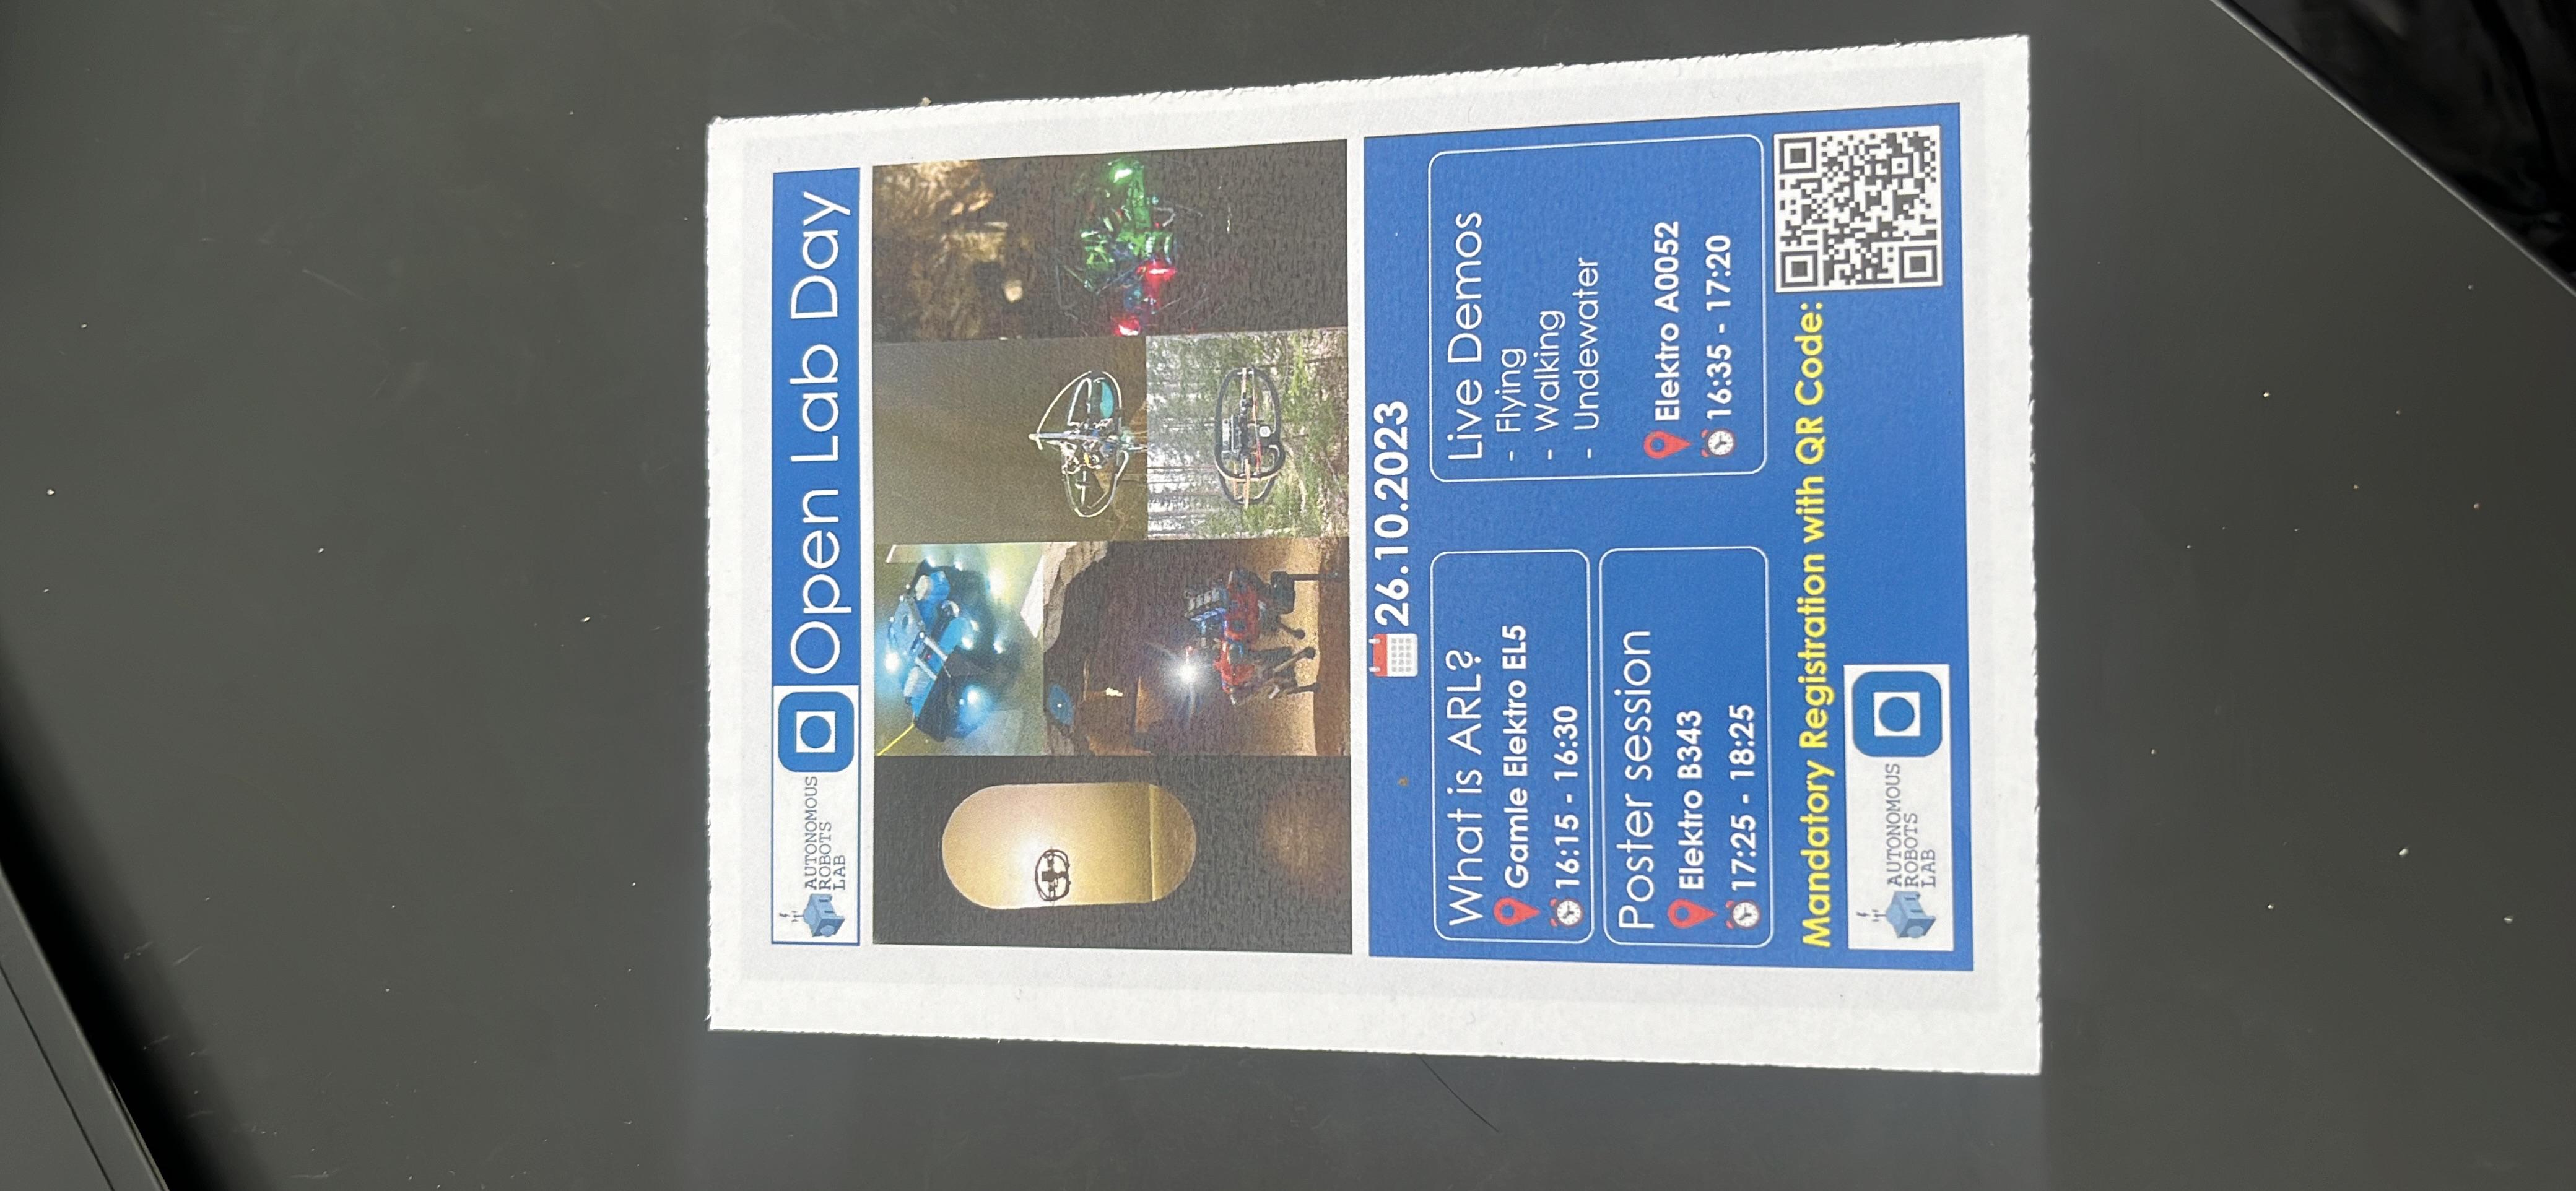 AUTONOMOUS
ROBOTS
LAB
Open Lab Day
26.10.2023
What is ARL?
Gamle Elektro EL5
16:15 - 16:30
Poster session
Elektro B343
17:25 - 18:25
Live Demos
- Flying
- Walking
- Undewater
Elektro A0052
16:35 - 17:20
Mandatory Registration with QR Code:
AUTONOMOUS
ROBOTS
LAB